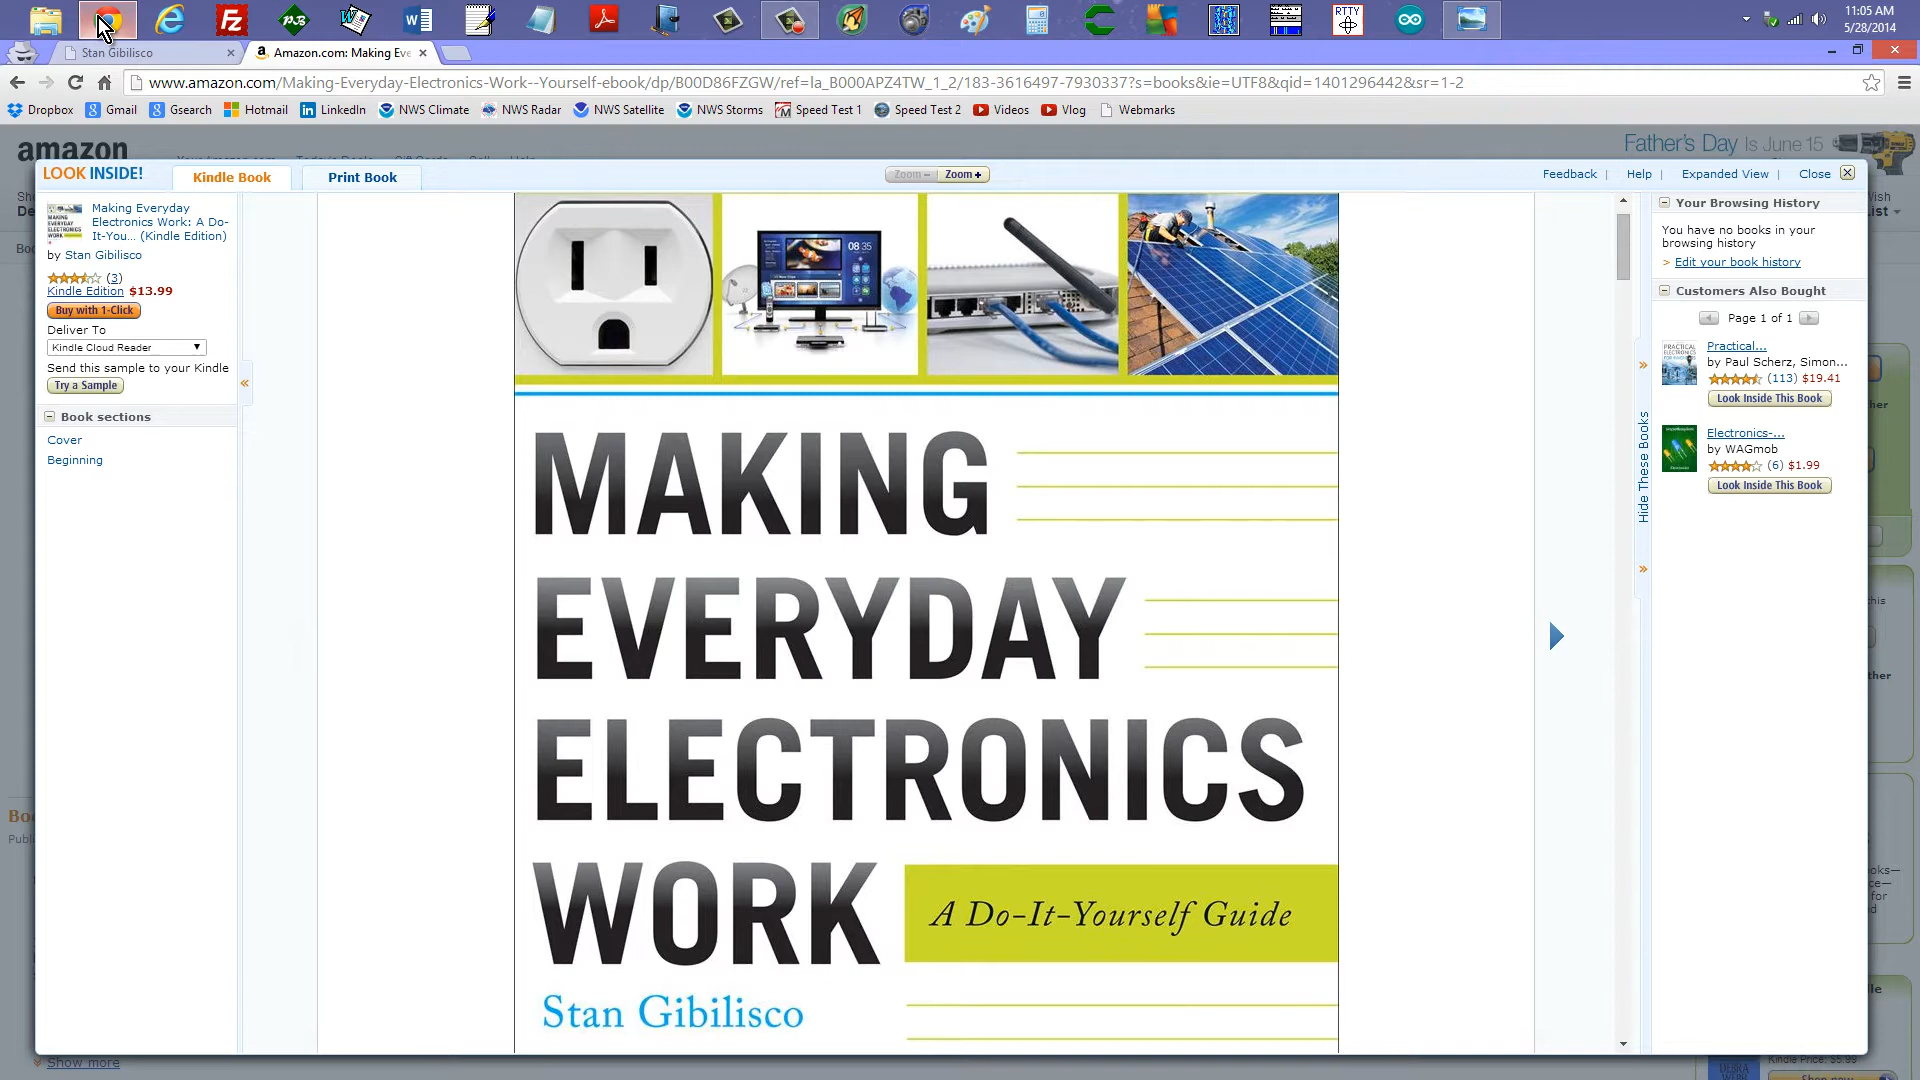 RTTY
11:05 AM
5/28/2014
Stan Gibilisco
Amazon.com: Making Eve
www.amazon.com/Making-Everyday-Electronics-Work--Yourself-ebook/dp/B00D86FZGW/ref=la_B000APZ4TW_1_2/183-3616497-7930337?s=books&ie=UTF8&qid=1401296442&sr=1-2
Dropbox Gmail Gsearch Hotmail LinkedIn NWS Climate NWS Radar NWS Satellite NWS Storms Speed Test 1 Speed Test 2 Videos Vlog Webmarks
amazon
Father's Day Is June 15
LOOK INSIDE!
Kindle Book
Print Book
Zoom –
Zoom +
Feedback | Help | Expanded View | Close
Making Everyday
Electronics Work: A Do-
It-You... (Kindle Edition)
by Stan Gibilisco
(3)
Kindle Edition $13.99
Buy with 1-Click
Deliver To
Kindle Cloud Reader
Send this sample to your Kindle
Try a Sample
Book sections
Cover
Beginning
08:35
MAKING
EVERYDAY
ELECTRONICS
WORK
A Do-It-Yourself Guide
Stan Gibilisco
Hide These Books
Your Browsing History
You have no books in your
browsing history
> Edit your book history
Customers Also Bought
Page 1 of 1
Practical...
by Paul Scherz, Simon...
(113) $19.41
Look Inside This Book
Electronics-...
by WAGmob
(6) $1.99
Look Inside This Book
Show more